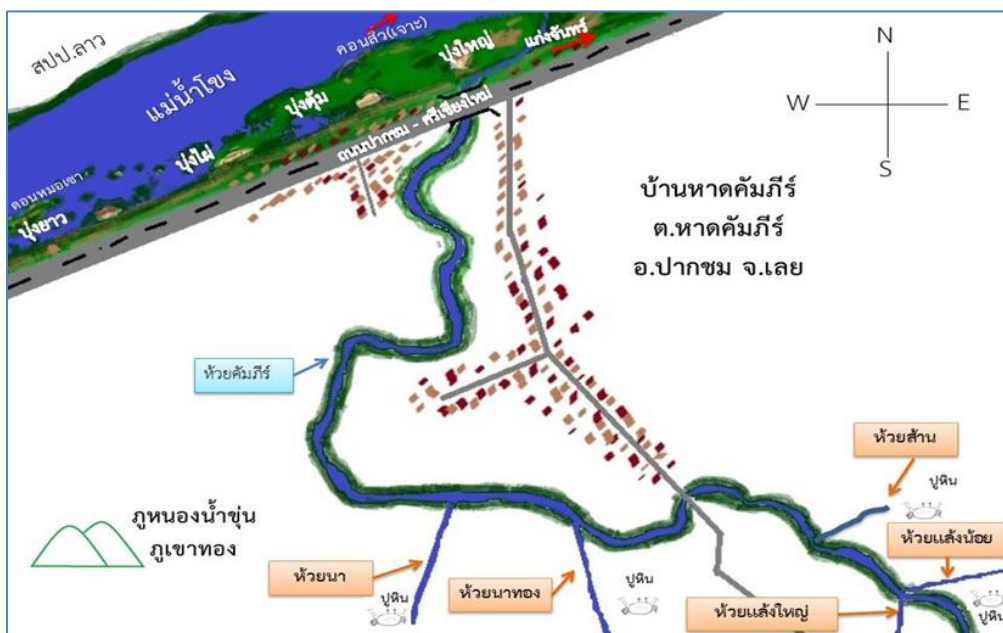 สปป.ลาว
แม่น้ำโขง
คอนสิ่ว(เจาะ)
ปุ่งใหญ่
แก่งจันทร์
ปุ่งคุ้ม
ปุ่งไผ่
คอนหมอเขา
ปุ่งยาว
ถนนปากชม - ศรีเชียงใหม่
N
W
E
S
บ้านหาดคัมภีร์
ต.หาดคัมภีร์
อ.ปากชม จ.เลย
ห้วยคัมภีร์
ห้วยส้าน
ปูหิน
ห้วยแล้งน้อย
ปูหิน
ห้วยแล้งใหญ่
ภูหนองน้ำขุ่น
ภูเขาทอง
ห้วยนา
ปูหิน
ห้วยนาทอง
ปูหิน